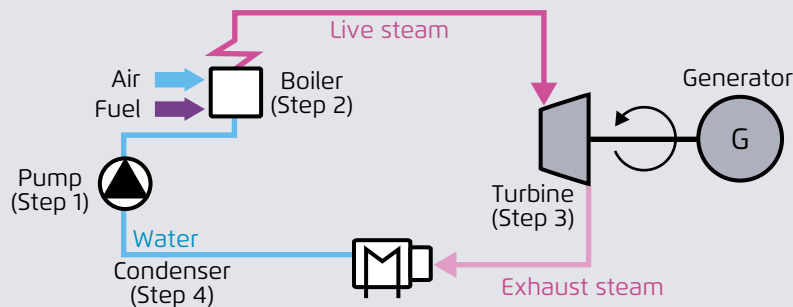 Live steam
Air
Fuel
Boiler
(Step 2)
Generator
G
Pump
(Step 1)
Turbine
(Step 3)
Water
Condenser
(Step 4)
Exhaust steam